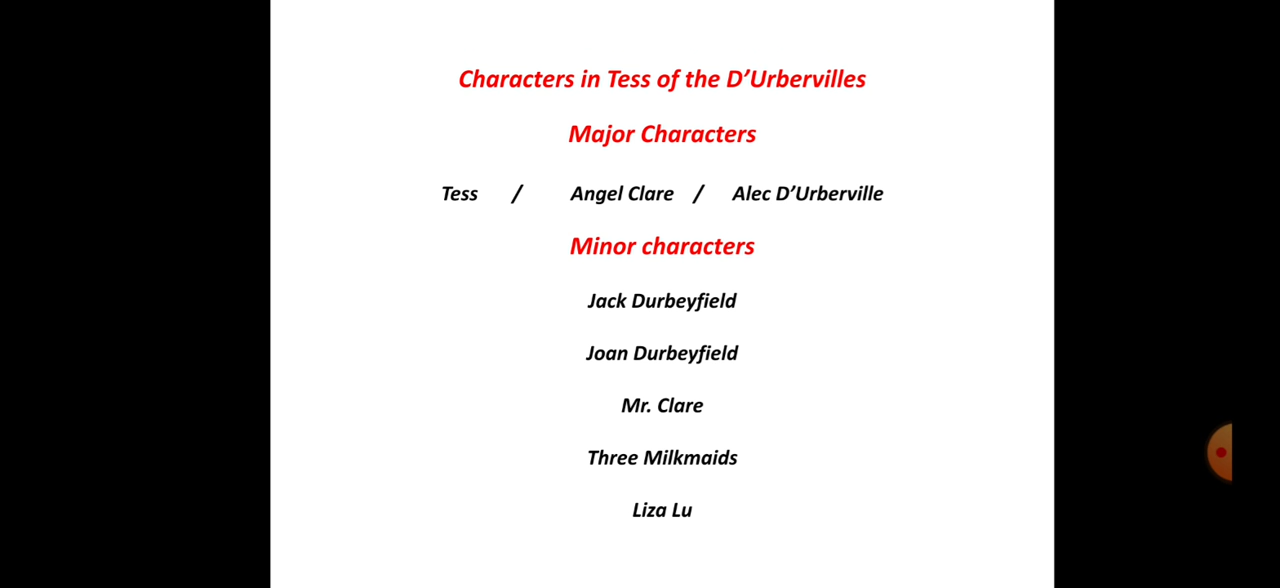 Characters in Tess of the D’Urbervilles
Major Characters
Tess / Angel Clare / Alec D’Urberville
Minor characters
Jack Durbeyfield
Joan Durbeyfield
Mr. Clare
Three Milkmaids
Liza Lu